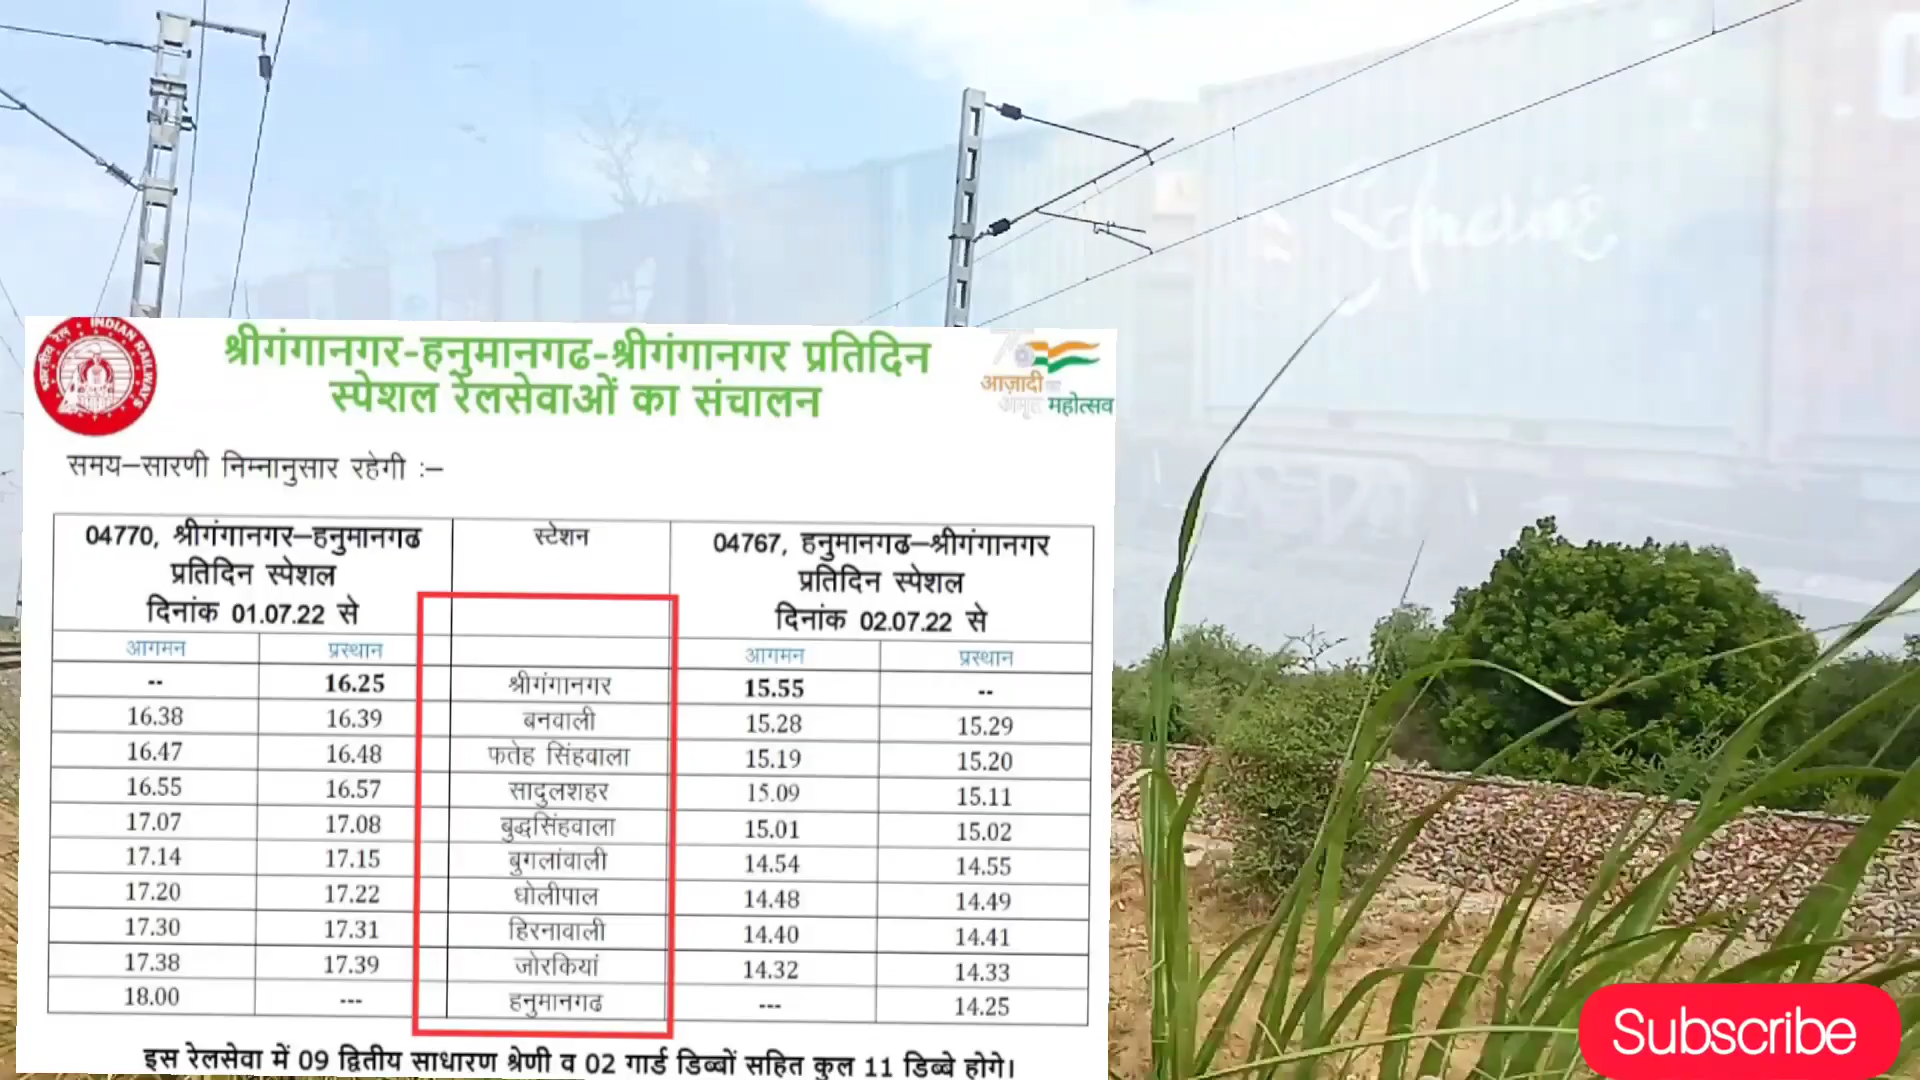 INDIAN RAILWAYS
भारतीय रेल
श्रीगंगानगर-हनुमानगढ-श्रीगंगानगर प्रतिदिन
स्पेशल रेलसेवाओं का संचालन
आज़ादी का
अमृत महोत्सव
समय–सारणी निम्नानुसार रहेगी :–
04770, श्रीगंगानगर–हनुमानगढ प्रतिदिन स्पेशल दिनांक 01.07.22 से स्टेशन 04767, हनुमानगढ–श्रीगंगानगर प्रतिदिन स्पेशल दिनांक 02.07.22 से
आगमन प्रस्थान आगमन प्रस्थान
-- 16.25 श्रीगंगानगर 15.55 --
16.38 16.39 बनवाली 15.28 15.29
16.47 16.48 फतेह सिंहवाला 15.19 15.20
16.55 16.57 सादुलशहर 15.09 15.11
17.07 17.08 बुद्धसिंहवाला 15.01 15.02
17.14 17.15 बुगलांवाली 14.54 14.55
17.20 17.22 धोलीपाल 14.48 14.49
17.30 17.31 हिरनावाली 14.40 14.41
17.38 17.39 जोरकियां 14.32 14.33
18.00 --- हनुमानगढ --- 14.25
इस रेलसेवा में 09 द्वितीय साधारण श्रेणी व 02 गार्ड डिब्बों सहित कुल 11 डिब्बे होगे।
Subscribe